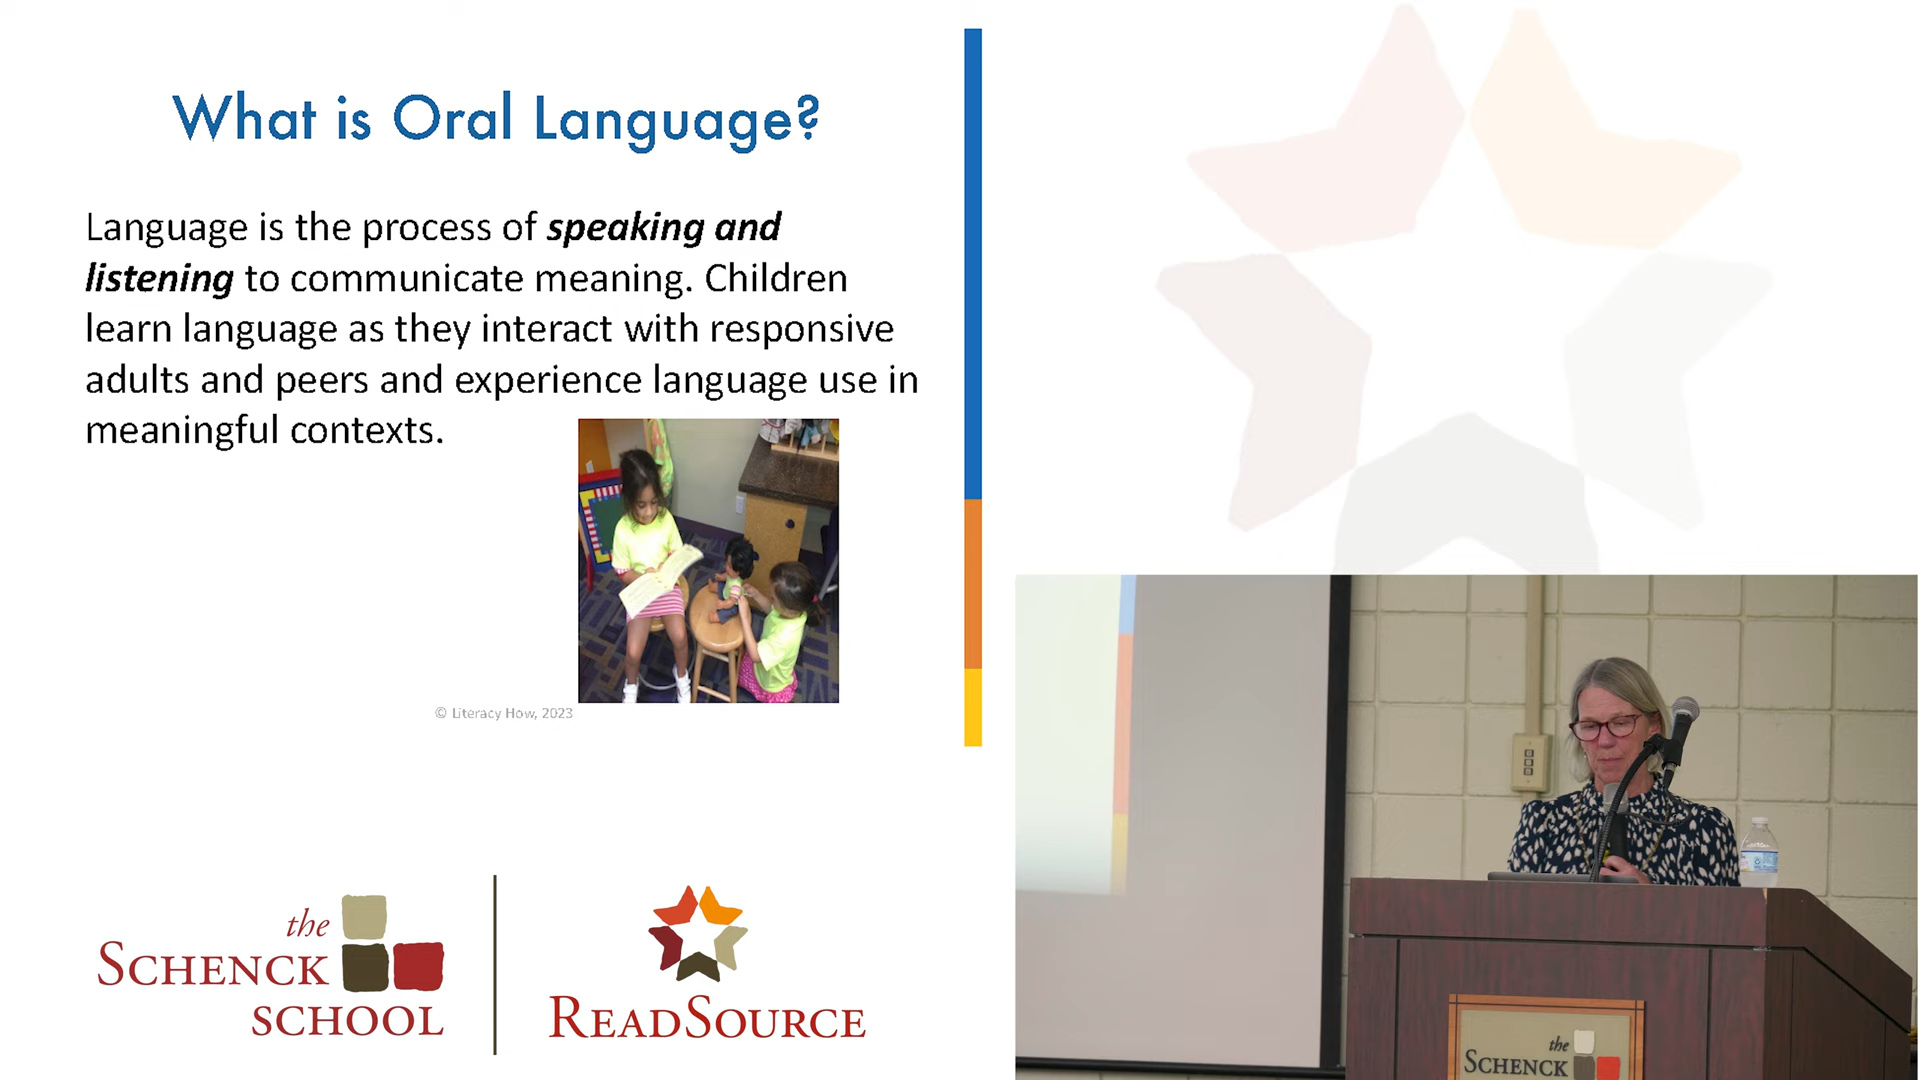 What is Oral Language?
Language is the process of speaking and
listening to communicate meaning. Children
learn language as they interact with responsive
adults and peers and experience language use in
meaningful contexts.
© Literacy How, 2023
the
SCHENCK
SCHOOL
READSOURCE
the
SCHENCK